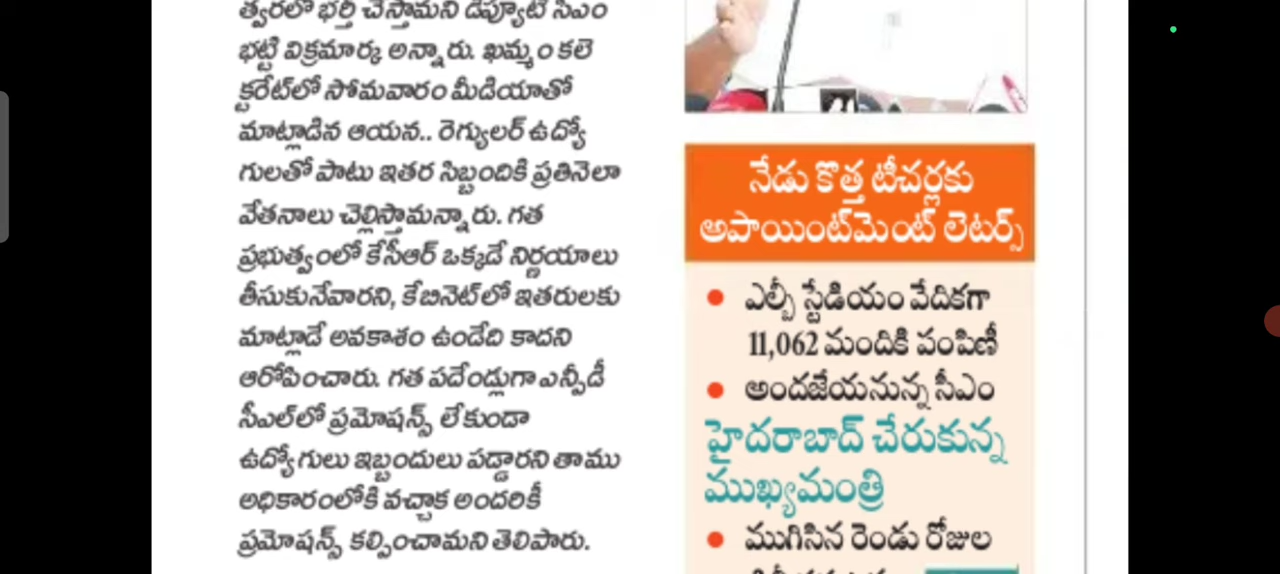 త్వరలో భర్తీ చేస్తామని డిప్యూటీ సీఎం
భట్టి విక్రమార్క అన్నారు. ఖమ్మం కలె
క్టరేట్‌లో సోమవారం మీడియాతో
మాట్లాడిన ఆయన.. రెగ్యులర్ ఉద్యో
గులతో పాటు ఇతర సిబ్బందికి ప్రతినెలా
వేతనాలు చెల్లిస్తామన్నారు. గత
ప్రభుత్వంలో కేసీఆర్ ఒక్కడే నిర్ణయాలు
తీసుకునేవారని, కేబినెట్‌లో ఇతరులకు
మాట్లాడే అవకాశం ఉండేది కాదని
ఆరోపించారు. గత పదేండ్లుగా ఎన్పీడీ
సీఎల్‌లో ప్రమోషన్స్ లేకుండా
ఉద్యోగులు ఇబ్బందులు పడ్డారని తాము
అధికారంలోకి వచ్చాక అందరికీ
ప్రమోషన్స్ కల్పించామని తెలిపారు.
నేడు కొత్త టీచర్లకు
అపాయింట్‌మెంట్ లెటర్స్
• ఎల్బీ స్టేడియం వేదికగా
11,062 మందికి పంపిణీ
• అందజేయనున్న సీఎం
హైదరాబాద్ చేరుకున్న
ముఖ్యమంత్రి
• ముగిసిన రెండు రోజుల